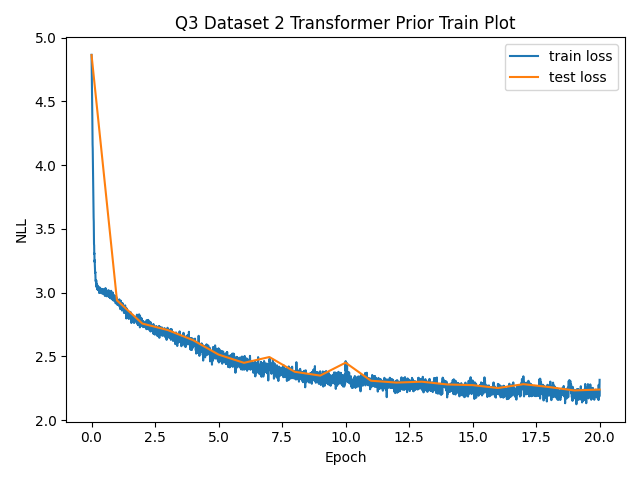 Q3 Dataset 2 Transformer Prior Train Plot
train loss
test loss
NLL
5.0
4.5
4.0
3.5
3.0
2.5
2.0
0.0 2.5 5.0 7.5 10.0 12.5 15.0 17.5 20.0
Epoch